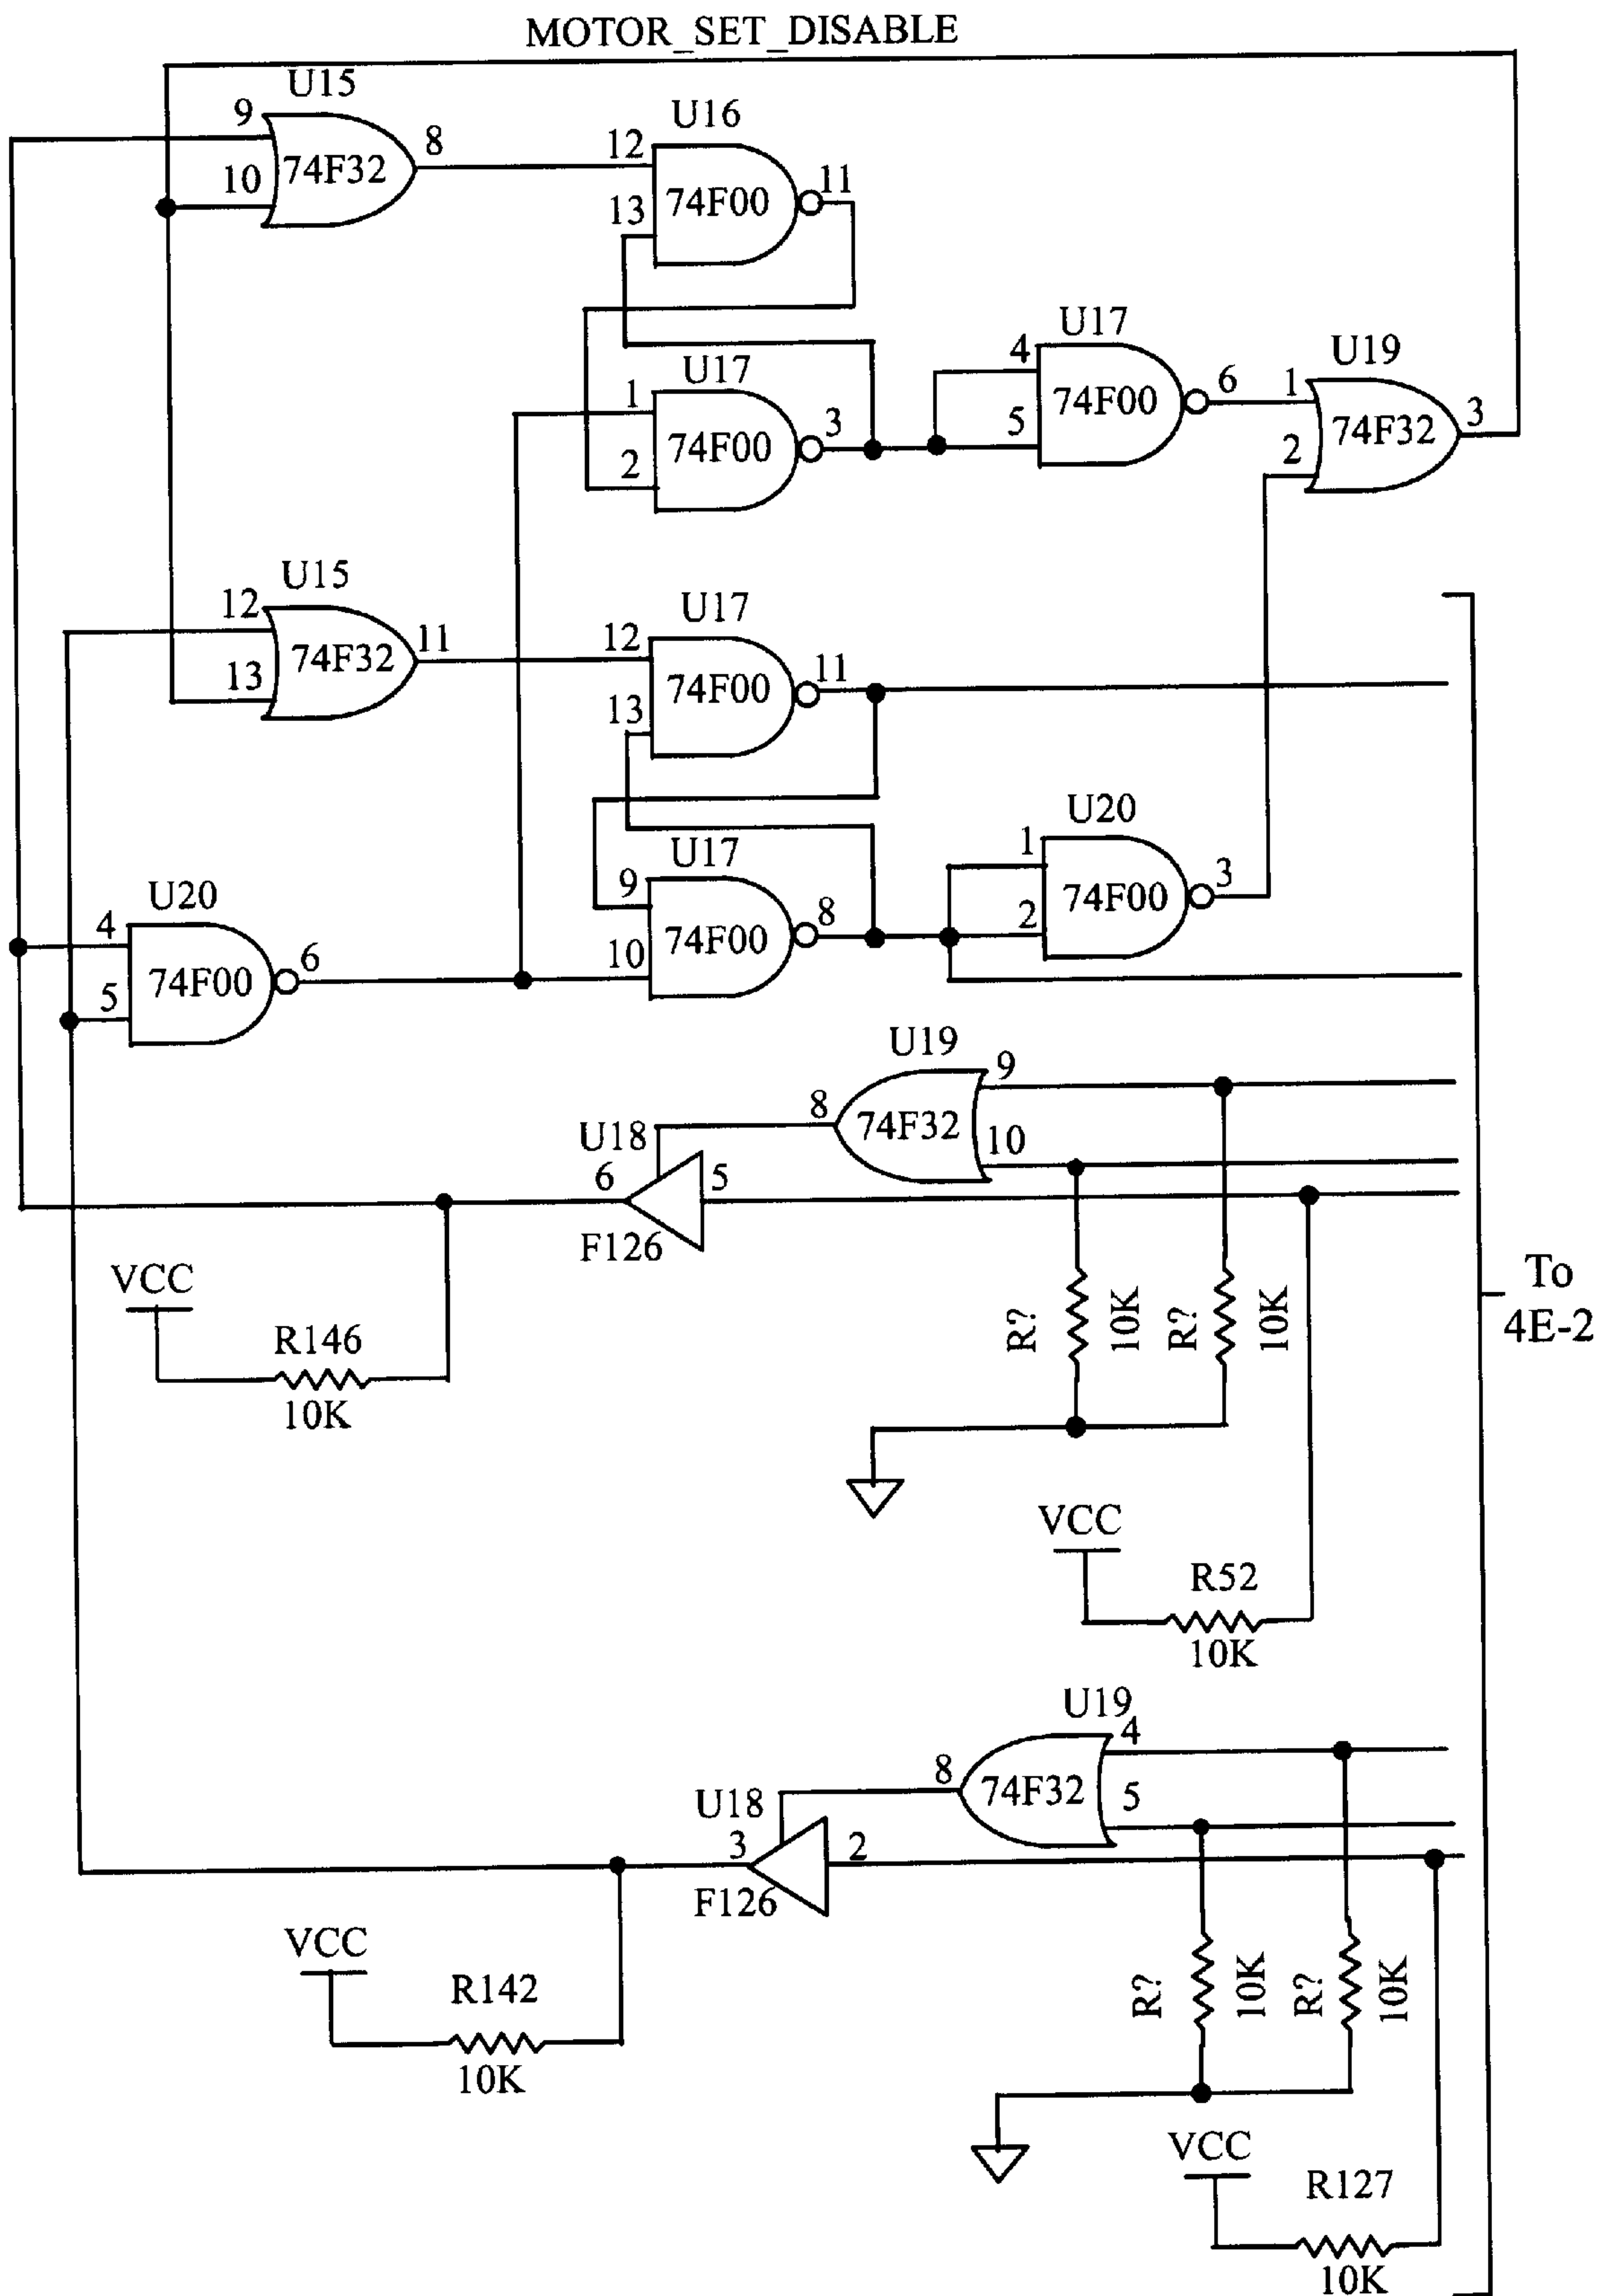 MOTOR_SET_DISABLE
U15
9
10
74F32
8
U16
12
13
74F00
11
U17
1
2
74F00
3
U17
4
5
74F00
6
U19
1
2
74F32
3
U15
12
13
74F32
11
U17
12
13
74F00
11
U17
9
10
74F00
8
U20
1
2
74F00
3
U20
4
5
74F00
6
U19
9
10
74F32
8
U18
6
5
F126
VCC
R146
10K
R?
10K
R?
10K
To
4E-2
VCC
R52
10K
U19
4
5
74F32
8
U18
3
2
F126
VCC
R142
10K
R?
10K
R?
10K
VCC
R127
10K